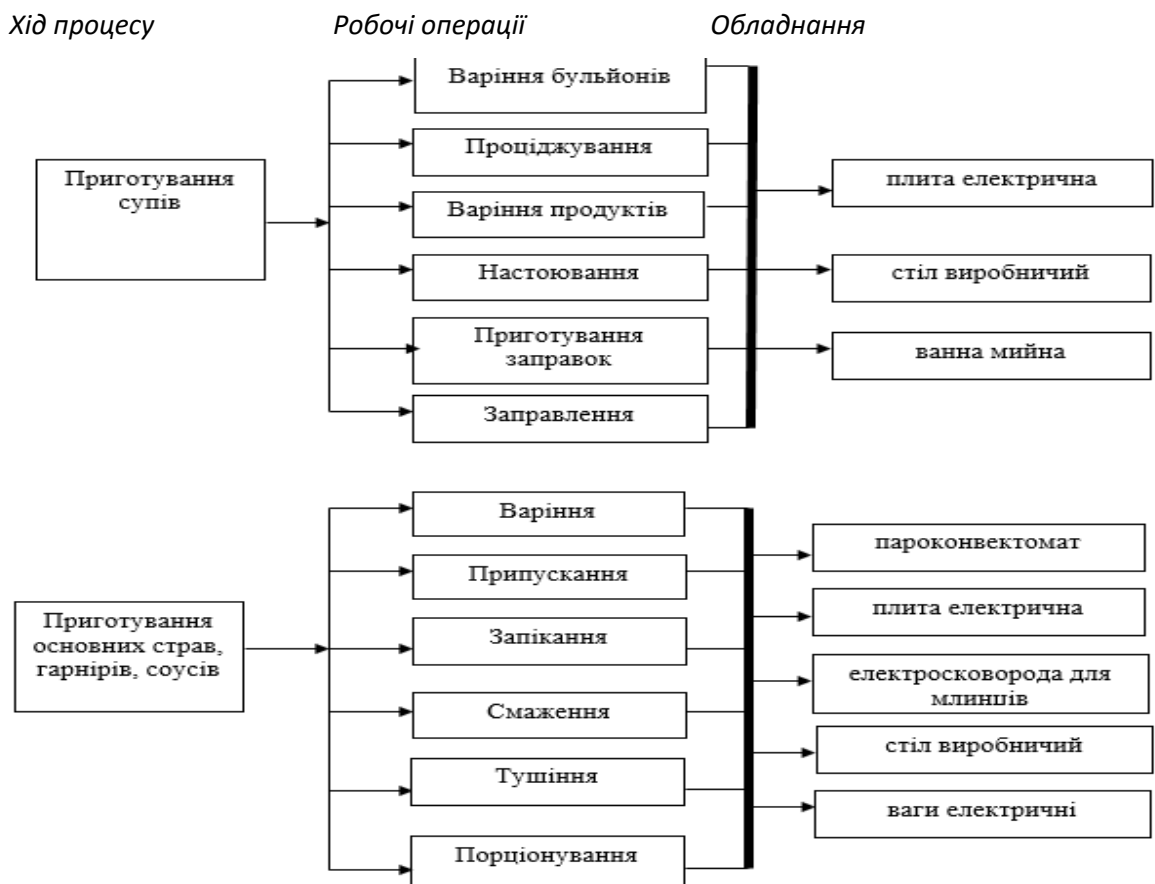 Хід процесу
Робочі операції
Обладнання
Приготування
супів
Варіння бульйонів
Проціджування
Варіння продуктів
Настоювання
Приготування
заправок
Заправлення
плита електрична
стіл виробничий
ванна мийна
Приготування
основних страв,
гарнірів, соусів
Варіння
Припускання
Запікання
Смаження
Тушіння
Порціонування
пароконвектомат
плита електрична
електросковорода для
млинців
стіл виробничий
ваги електричні